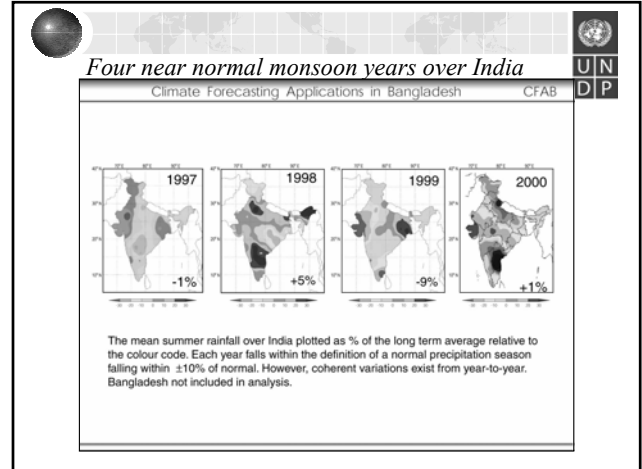 Four near normal monsoon years over India
U N
D P
Climate Forecasting Applications in Bangladesh CFAB
1997
-1%
1998
+5%
1999
-9%
2000
+1%
The mean summer rainfall over India plotted as % of the long term average relative to
the colour code. Each year falls within the definition of a normal precipitation season
falling within ±10% of normal. However, coherent variations exist from year-to-year.
Bangladesh not included in analysis.